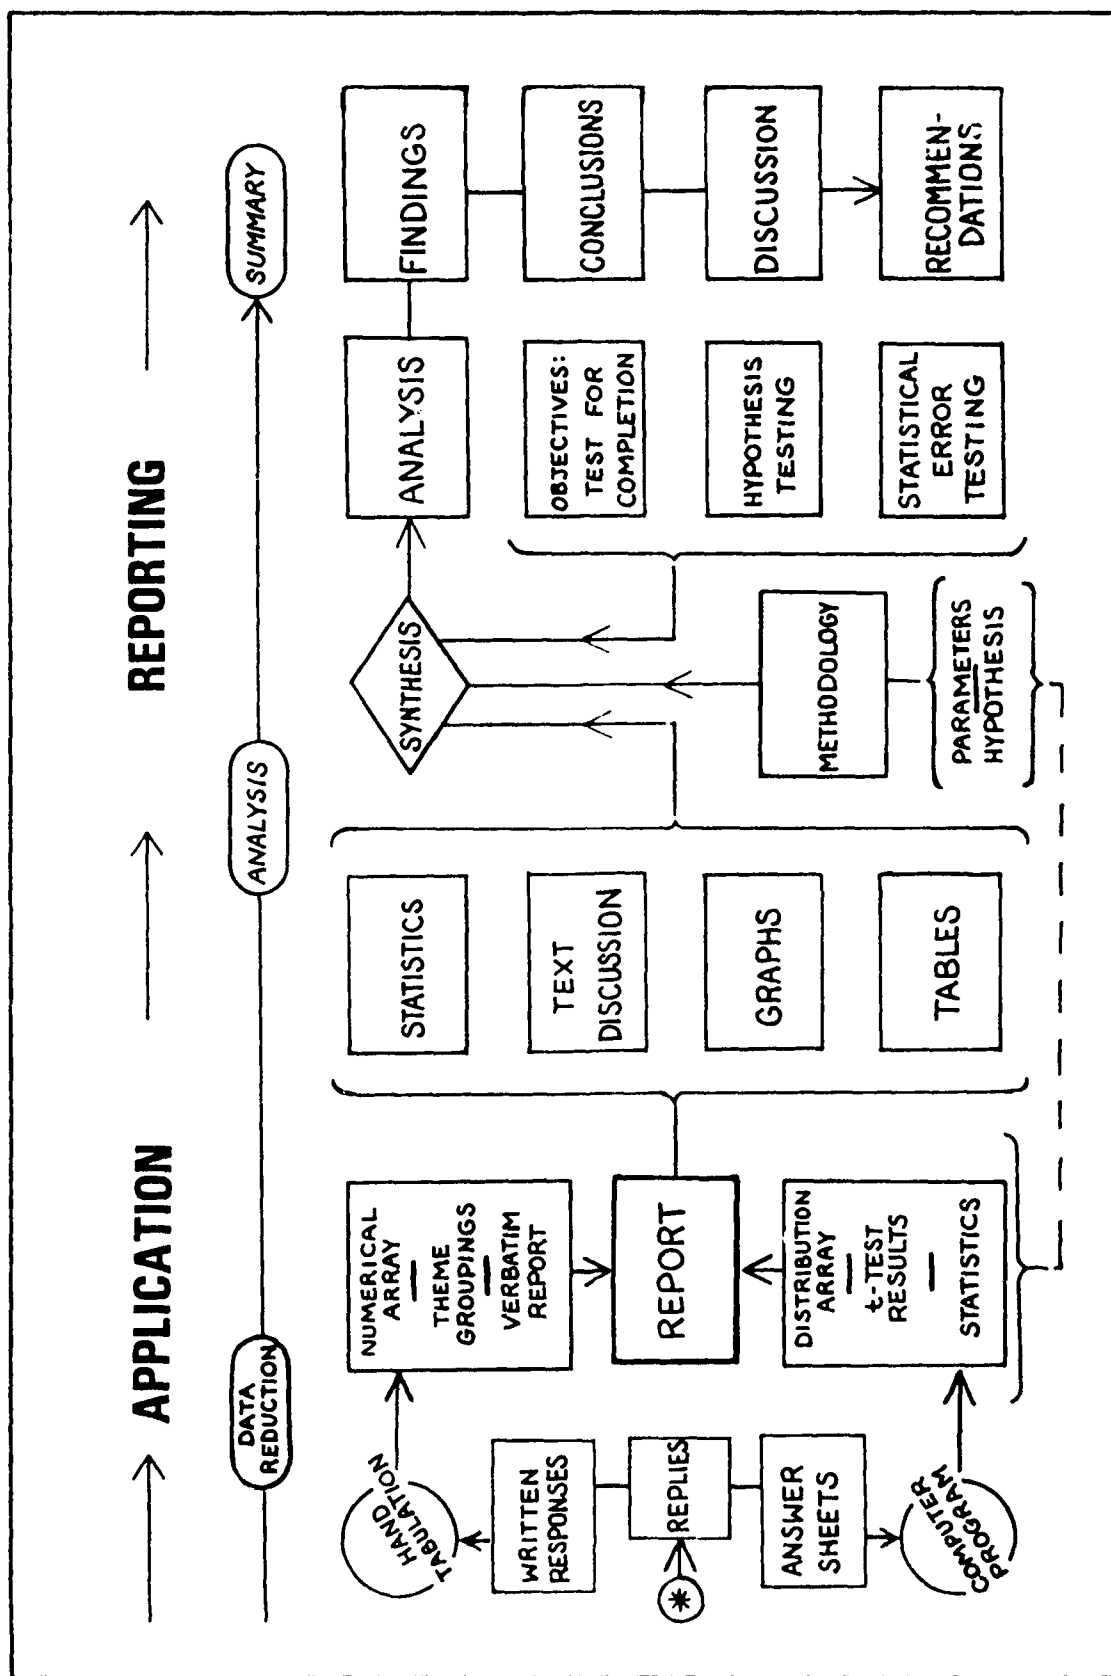 APPLICATION
REPORTING
DATA
REDUCTION
ANALYSIS
SUMMARY
HAND
TABULATION
WRITTEN
RESPONSES
*
REPLIES
ANSWER
SHEETS
COMPUTER
PROGRAM
NUMERICAL
ARRAY
THEME
GROUPINGS
VERBATIM
REPORT
REPORT
DISTRIBUTION
ARRAY
t-TEST
RESULTS
STATISTICS
STATISTICS
TEXT
DISCUSSION
GRAPHS
TABLES
SYNTHESIS
METHODOLOGY
PARAMETERS
HYPOTHESIS
ANALYSIS
OBJECTIVES:
TEST FOR
COMPLETION
HYPOTHESIS
TESTING
STATISTICAL
ERROR
TESTING
FINDINGS
CONCLUSIONS
DISCUSSION
RECOMMEN-
DATIONS